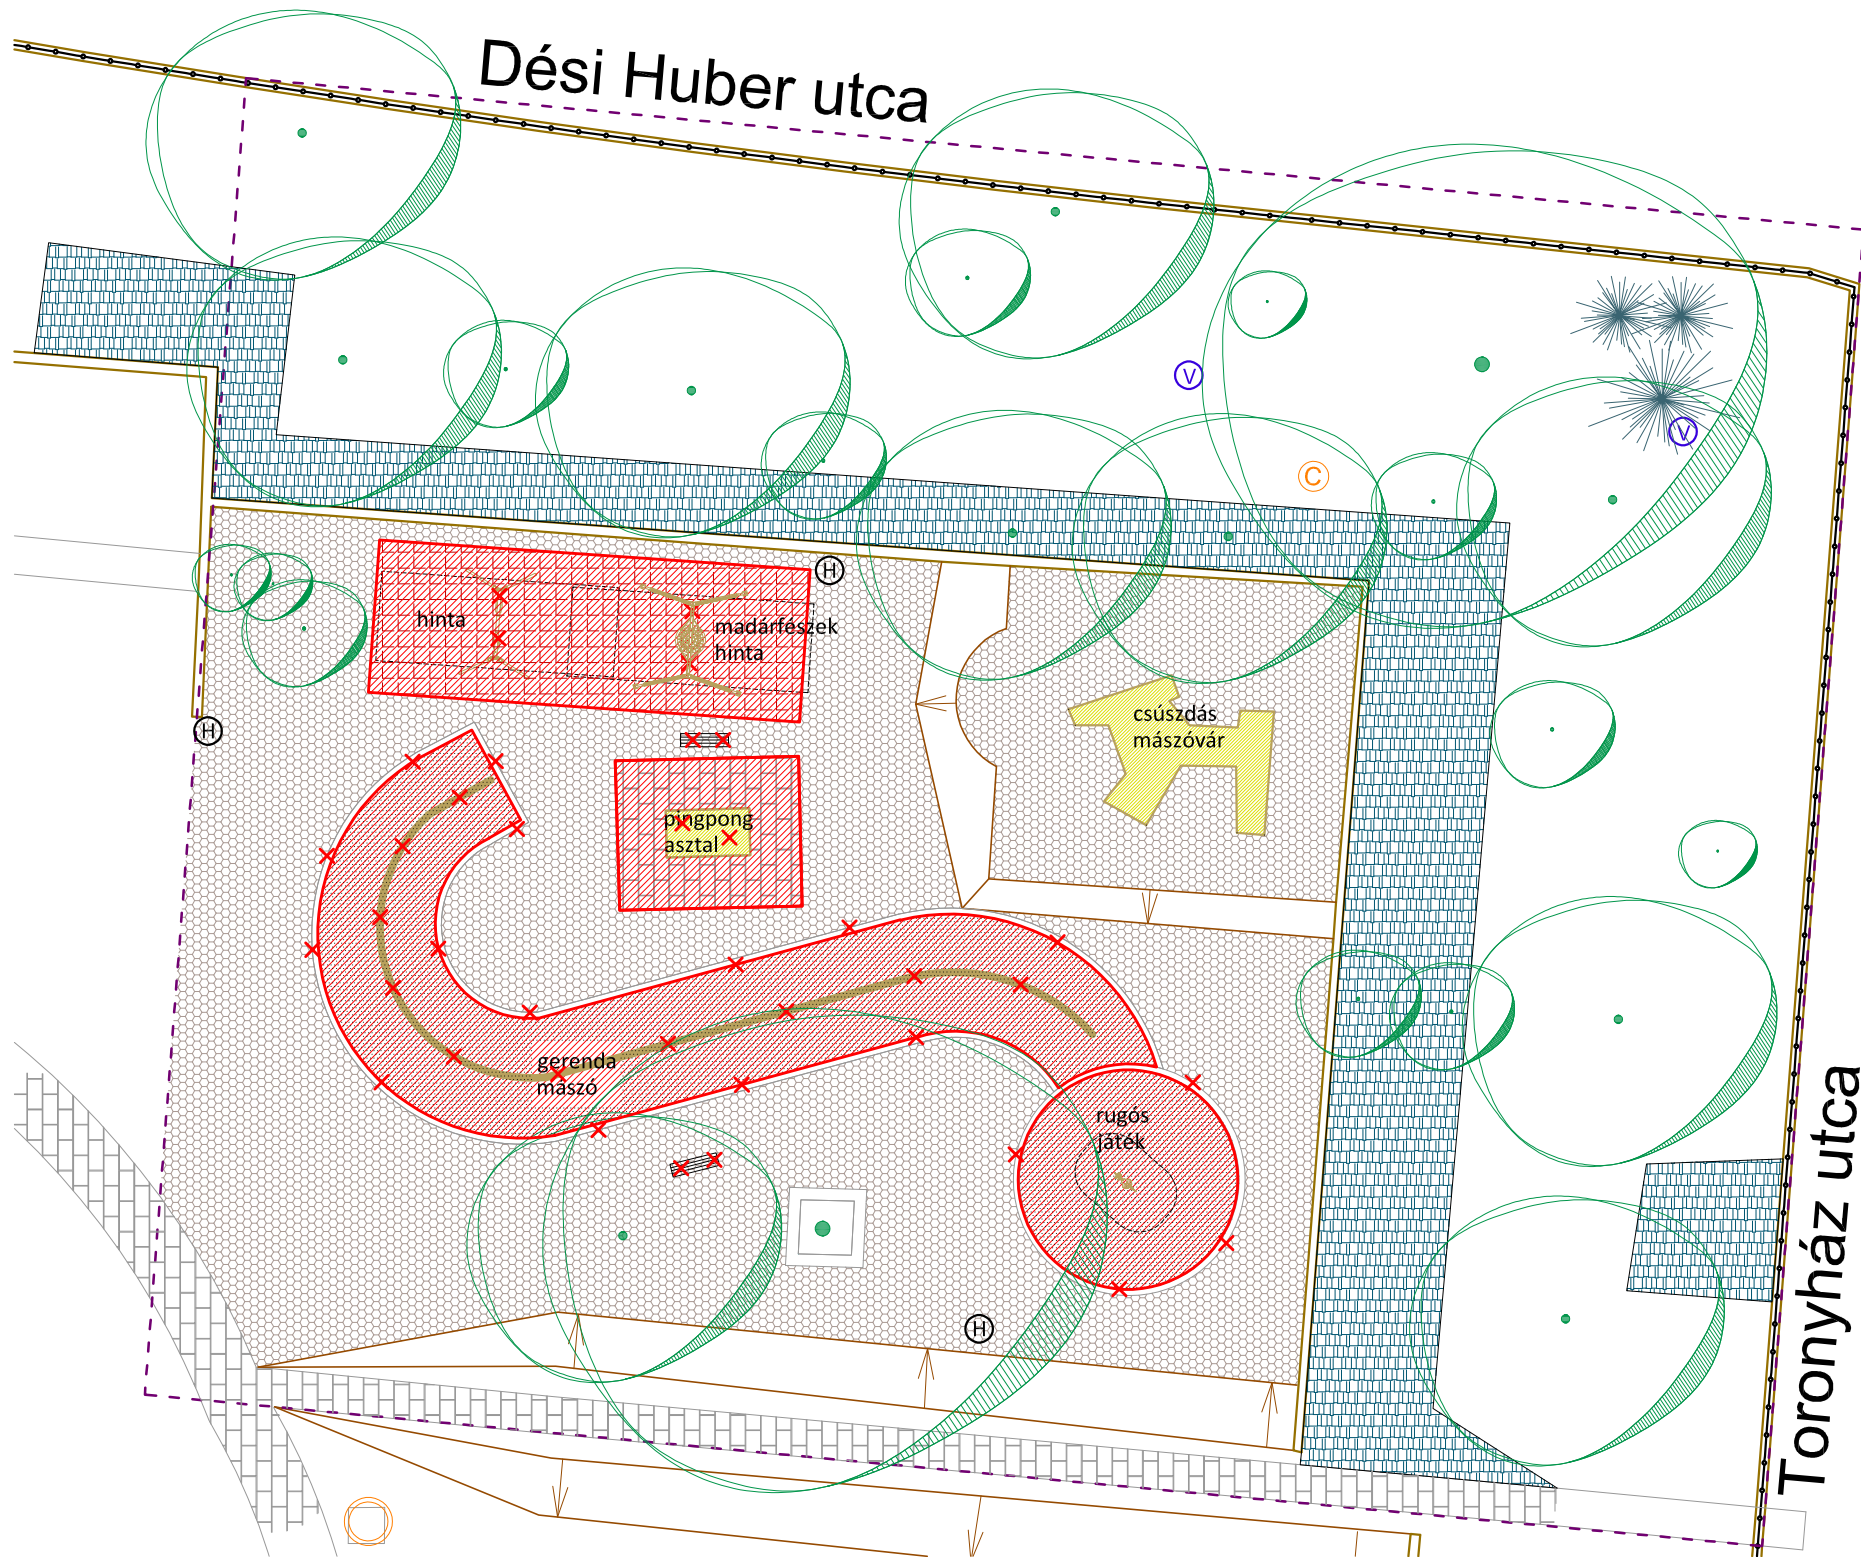 Dési Huber utca
V
V
C
H
hinta
madárfészek
hinta
H
csúszdás
mászóvár
pingpong
asztal
gerenda
mászó
rugós
játék
H
Toronyház utca